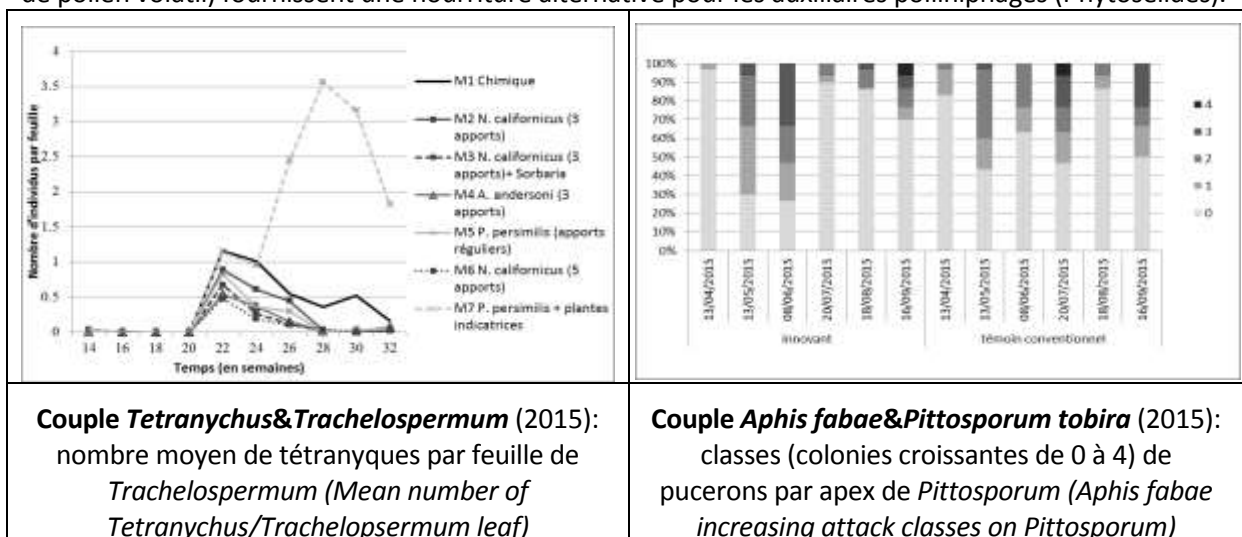 de pollen volatil) fournissent une nourriture alternative pour les auxiliaires polliniphages (Phytoséides).
4
3.5
3
2.5
2
1.5
1
0.5
0
14 16 18 20 22 24 26 28 30 32
Nombre d'individus par feuille
Temps (en semaines)
M1 Chimique
M2 N. californicus (3
apports)
M3 N. californicus (3
apports)+ Sorbaria
M4 A. andersoni (3
apports)
M5 P. persimilis (apports
réguliers)
M6 N. californicus (5
apports)
M7 P. persimilis + plantes
indicatrices
100%
90%
80%
70%
60%
50%
40%
30%
20%
10%
0%
13/04/2015
13/05/2015
08/06/2015
20/07/2015
18/08/2015
16/09/2015
13/04/2015
13/05/2015
08/06/2015
20/07/2015
18/08/2015
16/09/2015
innovant
témoin conventionnel
4
3
2
1
0
Couple Tetranychus&Trachelospermum (2015):
nombre moyen de tétranyques par feuille de
Trachelospermum (Mean number of
Tetranychus/Trachelopsermum leaf)
Couple Aphis fabae&Pittosporum tobira (2015):
classes (colonies croissantes de 0 à 4) de
pucerons par apex de Pittosporum (Aphis fabae
increasing attack classes on Pittosporum)